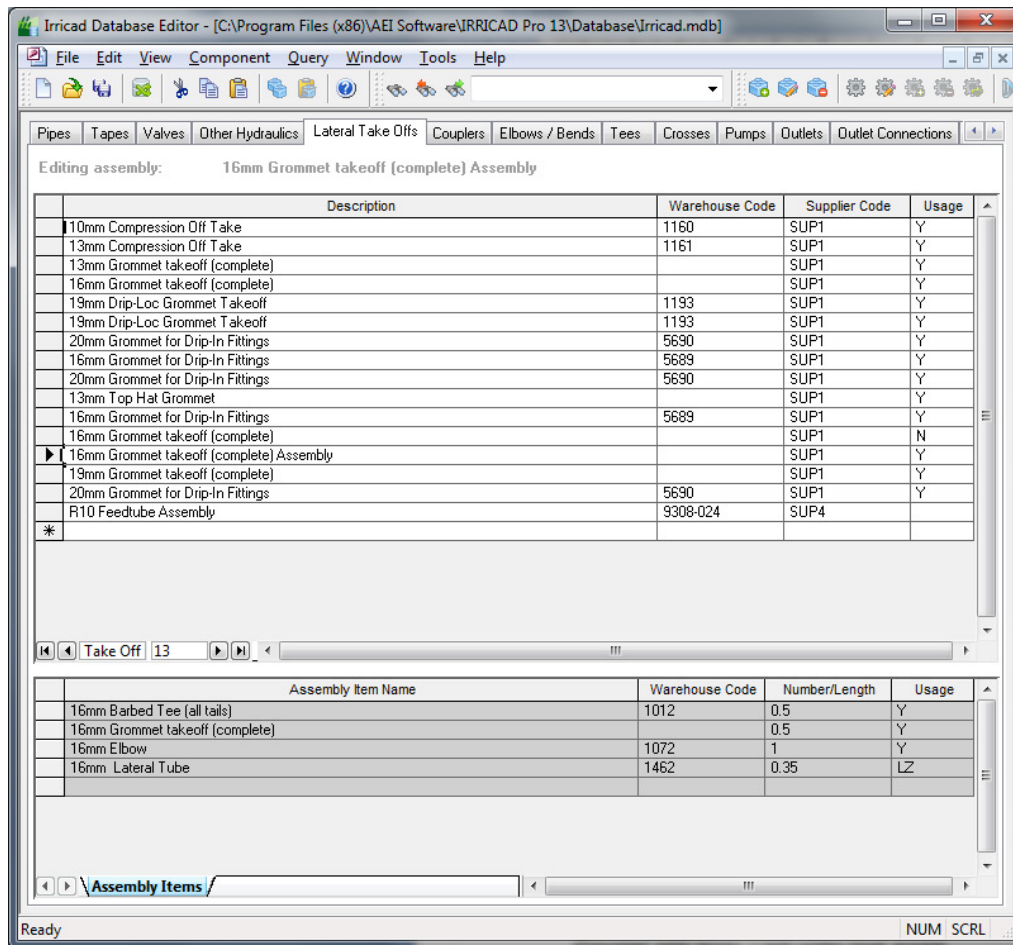 Irricad Database Editor - [C:\Program Files (x86)\AEI Software\IRRICAD Pro 13\Database\Irricad.mdb]
File Edit View Component Query Window Tools Help
Pipes Tapes Valves Other Hydraulics Lateral Take Offs Couplers Elbows / Bends Tees Crosses Pumps Outlets Outlet Connections
Editing assembly: 16mm Grommet takeoff (complete) Assembly
Description Warehouse Code Supplier Code Usage
10mm Compression Off Take 1160 SUP1 Y
13mm Compression Off Take 1161 SUP1 Y
13mm Grommet takeoff (complete) SUP1 Y
16mm Grommet takeoff (complete) SUP1 Y
19mm Drip-Loc Grommet Takeoff 1193 SUP1 Y
19mm Drip-Loc Grommet Takeoff 1193 SUP1 Y
20mm Grommet for Drip-In Fittings 5690 SUP1 Y
16mm Grommet for Drip-In Fittings 5689 SUP1 Y
20mm Grommet for Drip-In Fittings 5690 SUP1 Y
13mm Top Hat Grommet SUP1 Y
16mm Grommet for Drip-In Fittings 5689 SUP1 Y
16mm Grommet takeoff (complete) SUP1 N
16mm Grommet takeoff (complete) Assembly SUP1 Y
19mm Grommet takeoff (complete) SUP1 Y
20mm Grommet for Drip-In Fittings 5690 SUP1 Y
R10 Feedtube Assembly 9308-024 SUP4
Take Off 13
Assembly Item Name Warehouse Code Number/Length Usage
16mm Barbed Tee (all tails) 1012 0.5 Y
16mm Grommet takeoff (complete) 0.5 Y
16mm Elbow 1072 1 Y
16mm Lateral Tube 1462 0.35 LZ
Assembly Items
Ready NUM SCRL